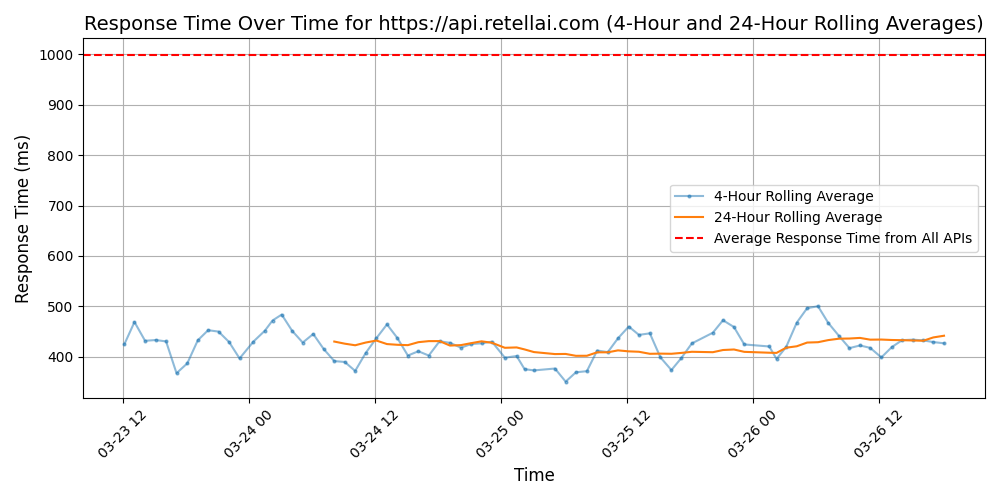 Response Time Over Time for https://api.retellai.com (4-Hour and 24-Hour Rolling Averages)
Response Time (ms)
1000
900
800
700
600
500
400
4-Hour Rolling Average
24-Hour Rolling Average
Average Response Time from All APIs
03-23 12
03-24 00
03-24 12
03-25 00
03-25 12
03-26 00
03-26 12
Time